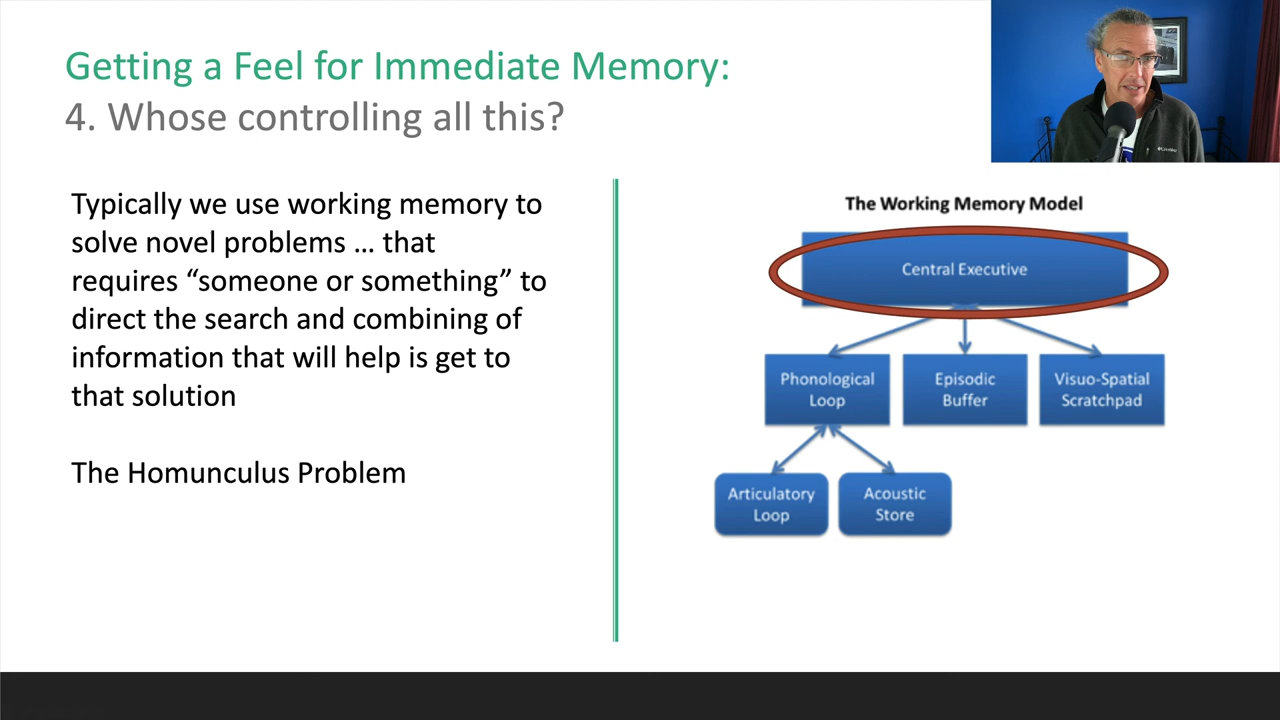 Getting a Feel for Immediate Memory:
4. Whose controlling all this?
Typically we use working memory to
solve novel problems … that
requires “someone or something” to
direct the search and combining of
information that will help is get to
that solution
The Homunculus Problem
The Working Memory Model
Central Executive
Phonological
Loop
Episodic
Buffer
Visuo-Spatial
Scratchpad
Articulatory
Loop
Acoustic
Store
Columbia